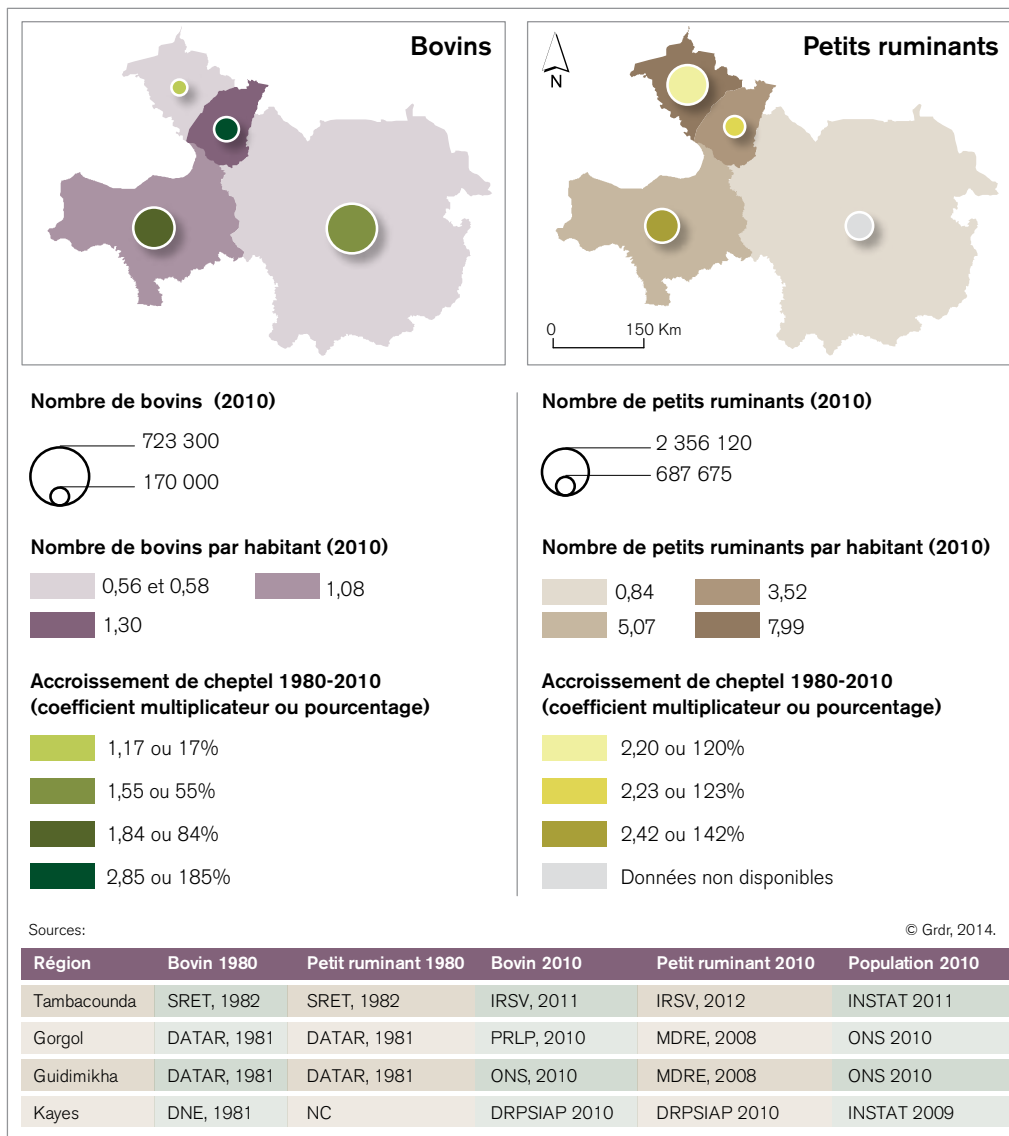 Bovins
Petits ruminants
N
0 150 Km
Nombre de bovins (2010)
723 300
170 000
Nombre de petits ruminants (2010)
2 356 120
687 675
Nombre de bovins par habitant (2010)
0,56 et 0,58
1,08
1,30
Nombre de petits ruminants par habitant (2010)
0,84
3,52
5,07
7,99
Accroissement de cheptel 1980-2010
(coefficient multiplicateur ou pourcentage)
1,17 ou 17%
1,55 ou 55%
1,84 ou 84%
2,85 ou 185%
Accroissement de cheptel 1980-2010
(coefficient multiplicateur ou pourcentage)
2,20 ou 120%
2,23 ou 123%
2,42 ou 142%
Données non disponibles
Sources:
© Grdr, 2014.
Région Bovin 1980 Petit ruminant 1980 Bovin 2010 Petit ruminant 2010 Population 2010
Tambacounda SRET, 1982 SRET, 1982 IRSV, 2011 IRSV, 2012 INSTAT 2011
Gorgol DATAR, 1981 DATAR, 1981 PRLP, 2010 MDRE, 2008 ONS 2010
Guidimikha DATAR, 1981 DATAR, 1981 ONS, 2010 MDRE, 2008 ONS 2010
Kayes DNE, 1981 NC DRPSIAP 2010 DRPSIAP 2010 INSTAT 2009